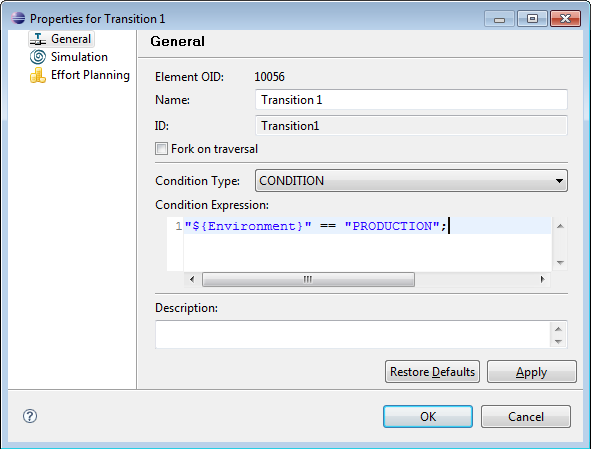 Properties for Transition 1
General
Simulation
Effort Planning
General
Element OID: 10056
Name: Transition 1
ID: Transition1
Fork on traversal
Condition Type: CONDITION
Condition Expression:
1 "${Environment}" == "PRODUCTION";
Description:
Restore Defaults Apply
? OK Cancel